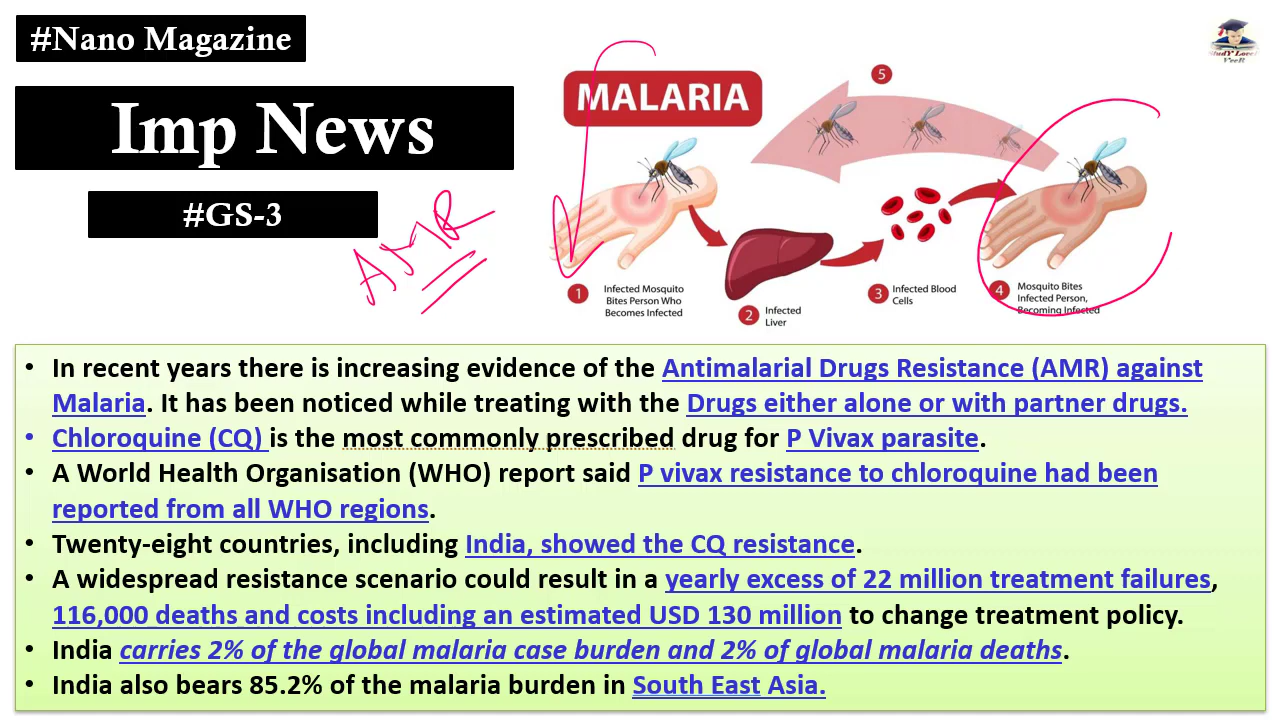 #Nano Magazine
Imp News
#GS-3
AMR
MALARIA
5
1
Infected Mosquito
Bites Person Who
Becomes Infected
2
Infected
Liver
3
Infected Blood
Cells
4
Mosquito Bites
Infected Person,
Becoming Infected
• In recent years there is increasing evidence of the Antimalarial Drugs Resistance (AMR) against
Malaria. It has been noticed while treating with the Drugs either alone or with partner drugs.
• Chloroquine (CQ) is the most commonly prescribed drug for P Vivax parasite.
• A World Health Organisation (WHO) report said P vivax resistance to chloroquine had been
reported from all WHO regions.
• Twenty-eight countries, including India, showed the CQ resistance.
• A widespread resistance scenario could result in a yearly excess of 22 million treatment failures,
116,000 deaths and costs including an estimated USD 130 million to change treatment policy.
• India carries 2% of the global malaria case burden and 2% of global malaria deaths.
• India also bears 85.2% of the malaria burden in South East Asia.